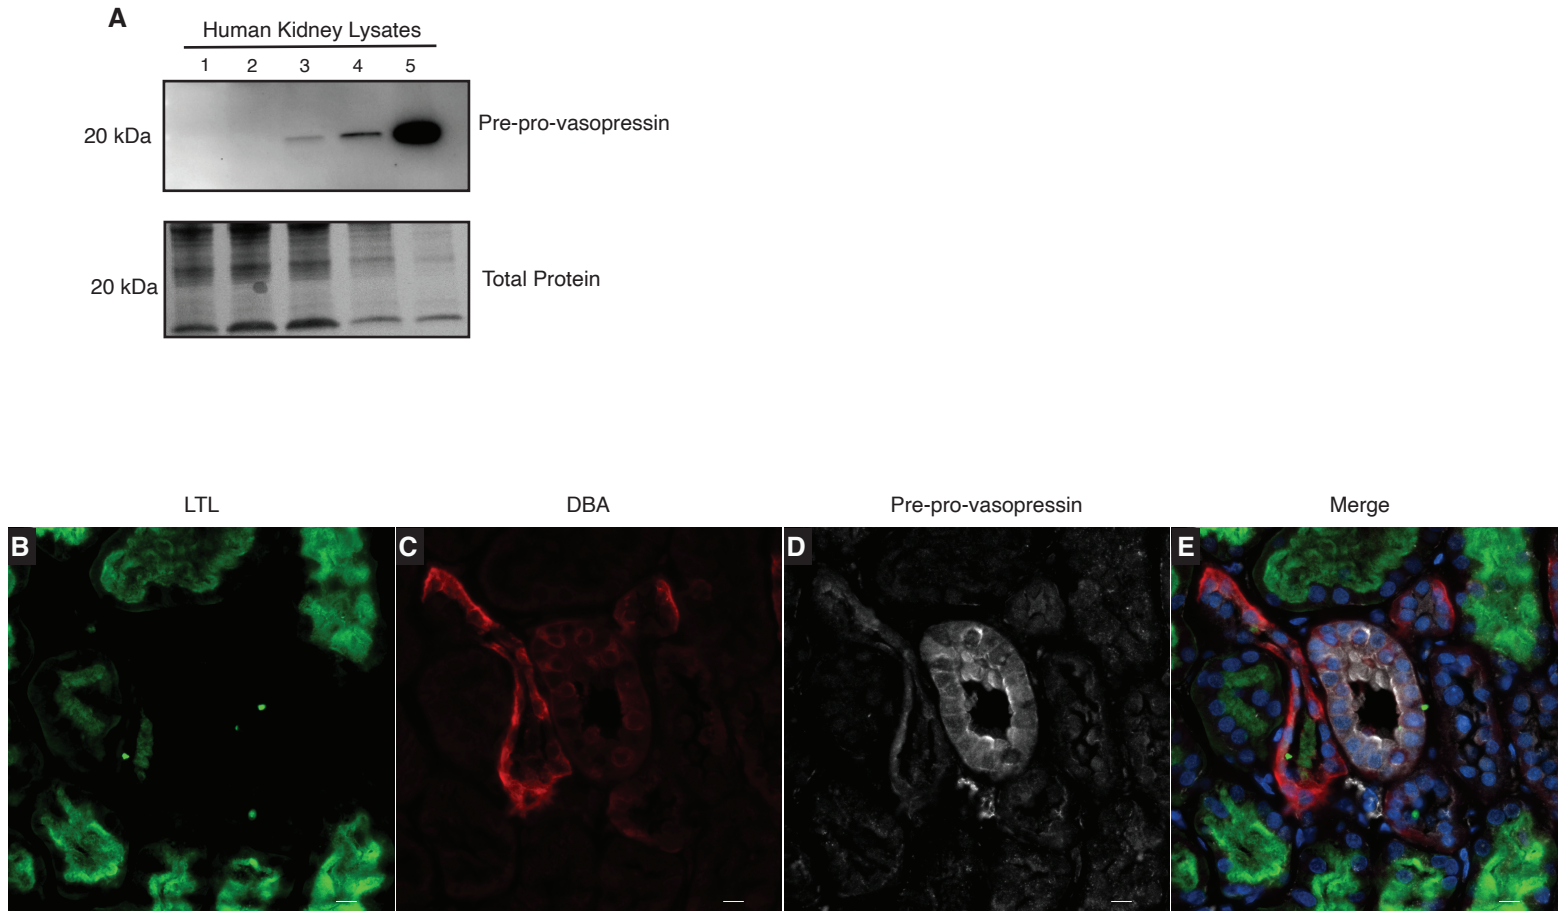 A
Human Kidney Lysates
1 2 3 4 5
20 kDa
Pre-pro-vasopressin
20 kDa
Total Protein
LTL
DBA
Pre-pro-vasopressin
Merge
B
C
D
E